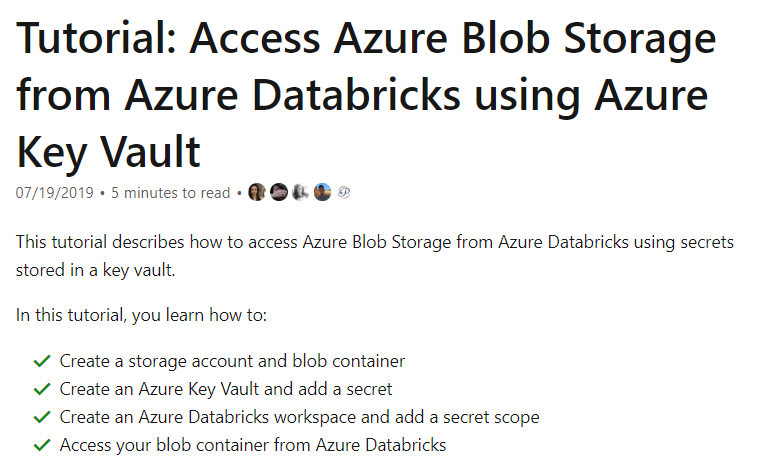 Tutorial: Access Azure Blob Storage
from Azure Databricks using Azure
Key Vault
07/19/2019 • 5 minutes to read •
This tutorial describes how to access Azure Blob Storage from Azure Databricks using secrets
stored in a key vault.
In this tutorial, you learn how to:
Create a storage account and blob container
Create an Azure Key Vault and add a secret
Create an Azure Databricks workspace and add a secret scope
Access your blob container from Azure Databricks